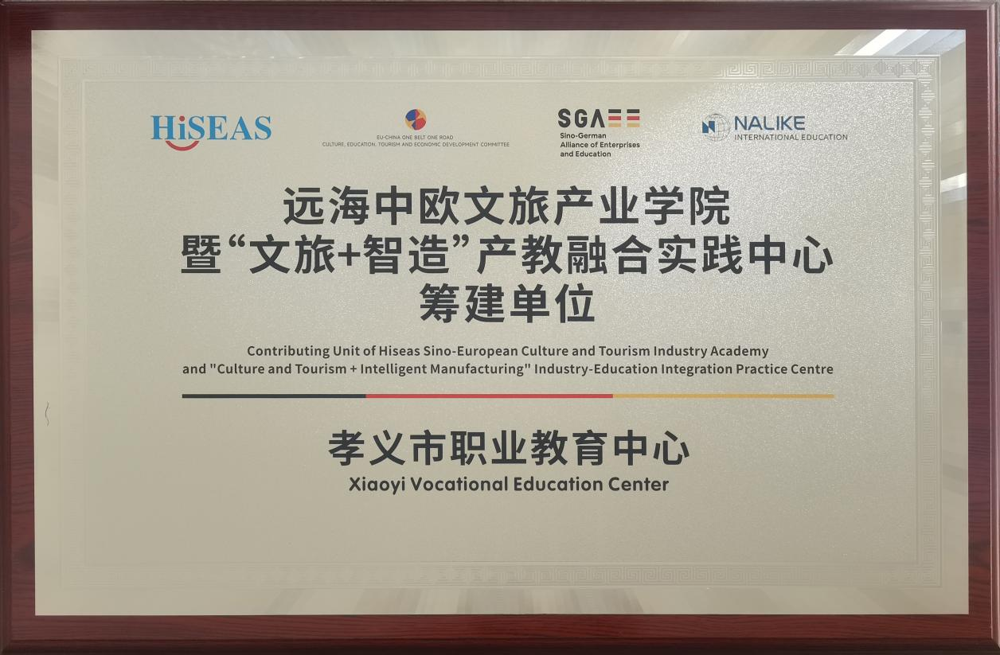 HiSEAS
EU-CHINA ONE BELT ONE ROAD
CULTURE, EDUCATION, TOURISM AND ECONOMIC DEVELOPMENT COMMITTEE
SGAEE
Sino-German
Alliance of Enterprises
and Education
NALIKE
INTERNATIONAL EDUCATION
远海中欧文旅产业学院
暨“文旅+智造”产教融合实践中心
筹建单位
Contributing Unit of Hiseas Sino-European Culture and Tourism Industry Academy
and "Culture and Tourism + Intelligent Manufacturing" Industry-Education Integration Practice Centre
孝义市职业教育中心
Xiaoyi Vocational Education Center